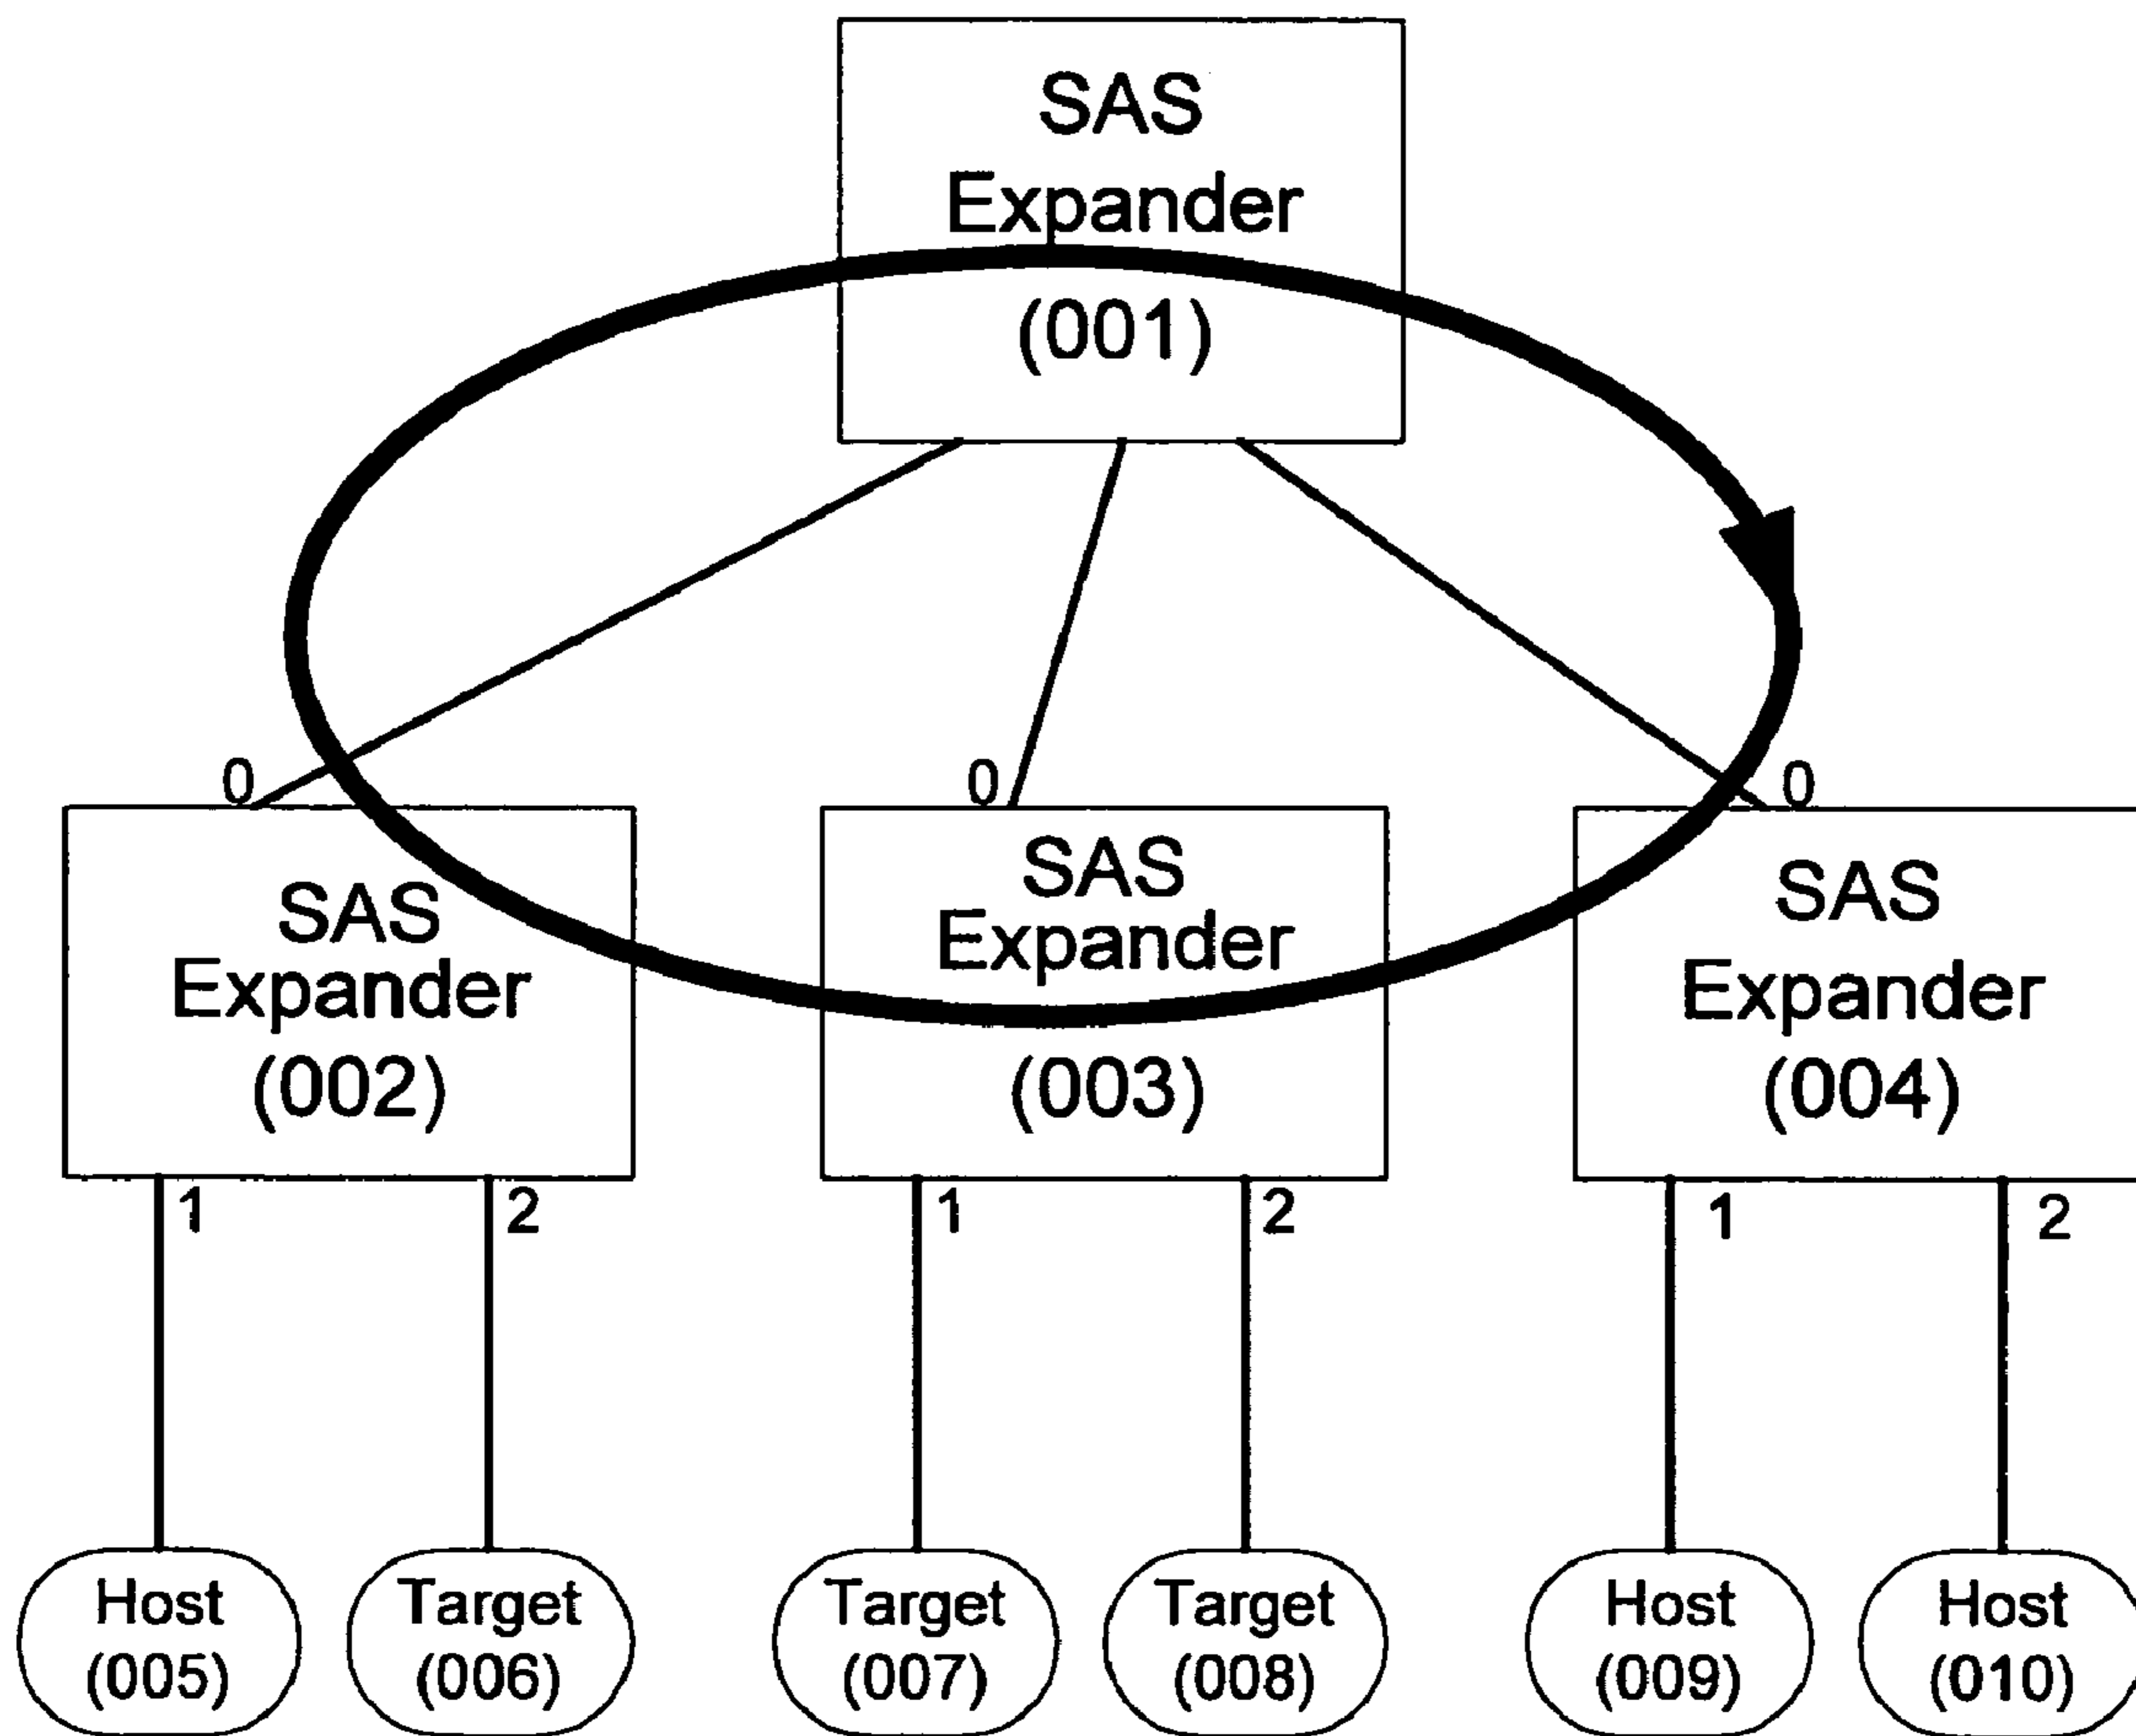 SAS
Expander
(001)
0
0
0
SAS
Expander
(002)
SAS
Expander
(003)
SAS
Expander
(004)
1
2
1
2
1
2
Host
(005)
Target
(006)
Target
(007)
Target
(008)
Host
(009)
Host
(010)